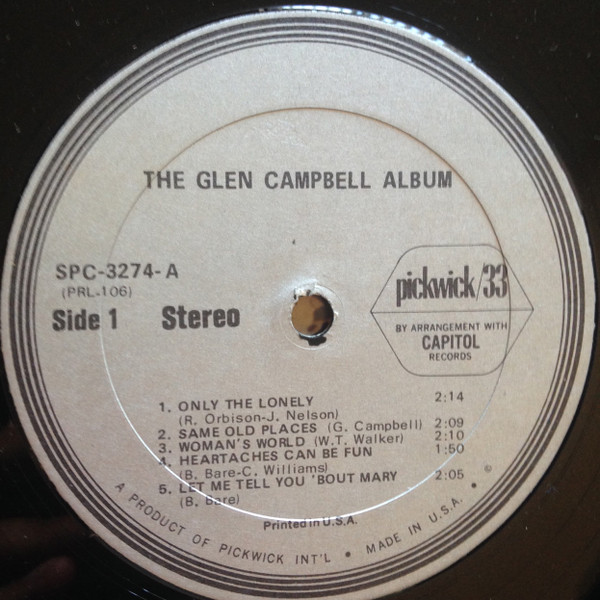 THE GLEN CAMPBELL ALBUM
SPC-3274-A
(PRL-106)
Side 1 Stereo
pickwick/33
BY ARRANGEMENT WITH
CAPITOL
RECORDS
1. ONLY THE LONELY 2:14
(R. Orbison-J. Nelson)
2. SAME OLD PLACES (G. Campbell) 2:09
3. WOMAN'S WORLD (W.T. Walker) 2:10
4. HEARTACHES CAN BE FUN 1:50
(B. Bare-C. Williams)
5. LET ME TELL YOU 'BOUT MARY 2:05
(B. Bare)
Printed in U.S.A.
A PRODUCT OF PICKWICK INT'L • MADE IN U.S.A. • ©